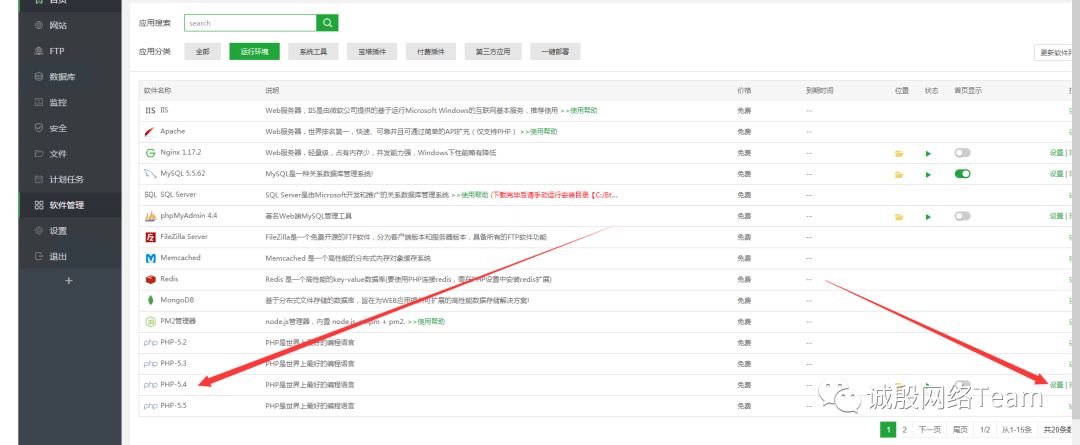 首页
网站
FTP
数据库
监控
安全
文件
计划任务
软件管理
设置
退出
+
应用搜索 search
应用分类 全部 运行环境 系统工具 宝塔插件 付费插件 第三方应用 一键部署 更新软件列
软件名称 说明 价格 到期时间 位置 状态 首页显示
IIS IIS Web服务器，IIS是由微软公司提供的基于运行Microsoft Windows的互联网基本服务，推荐使用 >>使用帮助 免费 --
Apache Web服务器，世界排名第一，快速、可靠并且可通过简单的API扩充（仅支持PHP） >>使用帮助 免费 --
Nginx 1.17.2 Web服务器，轻量级，占有内存少，并发能力强，Windows下性能略有降低 免费 -- 设置 |
MySQL 5.5.62 MySQL是一种关系数据库管理系统! 免费 -- 设置 |
SQL SQL Server SQL Server是由Microsoft开发和推广的关系数据库管理系统 >>使用帮助 (下载完毕后请手动运行安装目录【C:/Bt... 免费 --
phpMyAdmin 4.4 著名Web端MySQL管理工具 免费 -- 设置 |
FileZilla Server FileZilla是一个免费开源的FTP软件，分为客户端版本和服务器版本，具备所有的FTP软件功能 免费 --
Memcached Memcached 是一个高性能的分布式内存对象缓存系统 免费 --
Redis Redis 是一个高性能的key-value数据库(要使用PHP连接redis，需在PHP设置中安装redis扩展) 免费 --
MongoDB 基于分布式文件存储的数据库，旨在为WEB应用提供可扩展的高性能数据存储解决方案! 免费 --
PM2管理器 node.js管理器，内置 node.js + npm + pm2. >>使用帮助 免费 --
php PHP-5.2 PHP是世界上最好的编程语言 免费 --
php PHP-5.3 PHP是世界上最好的编程语言 免费 --
php PHP-5.4 PHP是世界上最好的编程语言 免费 -- 设置 |
php PHP-5.5 PHP是世界上最好的编程语言 免费 --
诚殷网络Team
1 2 下一页 尾页 1/2 从1-15条 共20条数